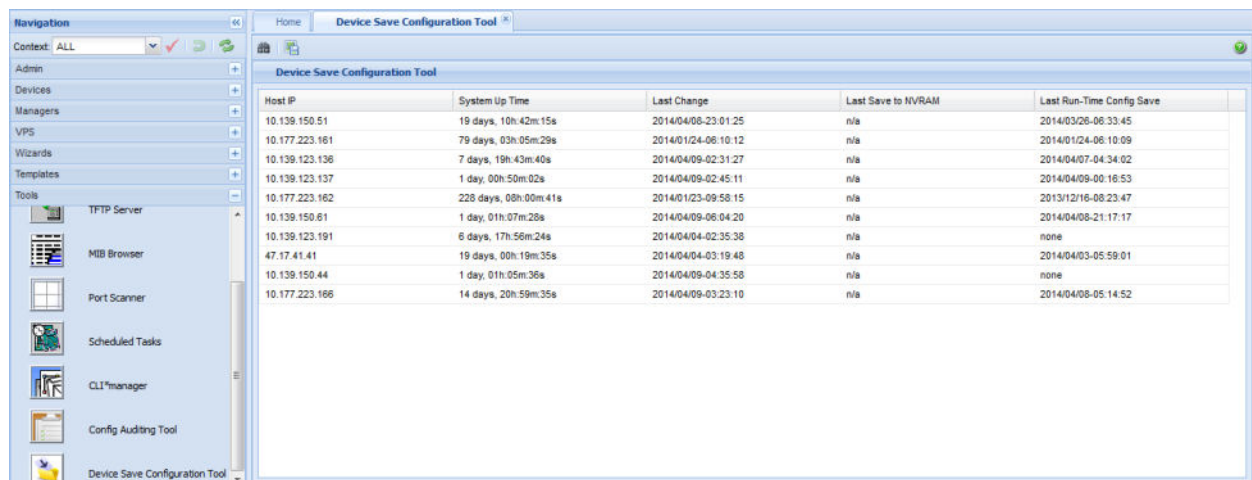 Navigation
Home
Device Save Configuration Tool
Context: ALL
Admin
Devices
Managers
VPS
Wizards
Templates
Tools
TFTP Server
MIB Browser
Port Scanner
Scheduled Tasks
CLI*manager
Config Auditing Tool
Device Save Configuration Tool
Device Save Configuration Tool
Host IP System Up Time Last Change Last Save to NVRAM Last Run-Time Config Save
10.139.150.51 19 days, 10h:42m:15s 2014/04/08-23:01:25 n/a 2014/03/26-06:33:45
10.177.223.161 79 days, 03h:05m:29s 2014/01/24-06:10:12 n/a 2014/01/24-06:10:09
10.139.123.136 7 days, 19h:43m:40s 2014/04/09-02:31:27 n/a 2014/04/07-04:34:02
10.139.123.137 1 day, 00h:50m:02s 2014/04/09-02:45:11 n/a 2014/04/09-00:16:53
10.177.223.162 228 days, 08h:00m:41s 2014/01/23-09:58:15 n/a 2013/12/16-08:23:47
10.139.150.61 1 day, 01h:07m:28s 2014/04/09-06:04:20 n/a 2014/04/08-21:17:17
10.139.123.191 6 days, 17h:56m:24s 2014/04/04-02:35:38 n/a none
47.17.41.41 19 days, 00h:19m:35s 2014/04/04-03:19:48 n/a 2014/04/03-05:59:01
10.139.150.44 1 day, 01h:05m:36s 2014/04/09-04:35:58 n/a none
10.177.223.166 14 days, 20h:59m:35s 2014/04/09-03:23:10 n/a 2014/04/08-05:14:52